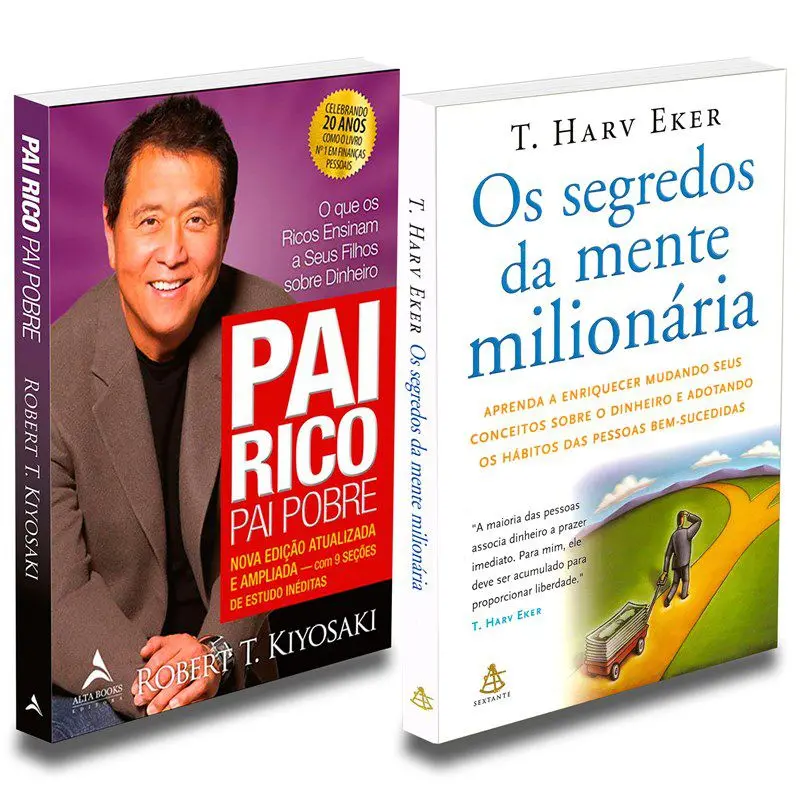 PAI RICO PAI POBRE
ROBERT T. KIYOSAKI
CELEBRANDO
20 ANOS
COMO O LIVRO
Nº 1 EM FINANÇAS
PESSOAIS
O que os
Ricos Ensinam
a Seus Filhos
sobre Dinheiro
PAI
RICO
PAI POBRE
NOVA EDIÇÃO ATUALIZADA
E AMPLIADA — com 9 SEÇÕES
DE ESTUDO INÉDITAS
ROBERT T. KIYOSAKI
ALTA BOOKS
EDITORA
T. HARV EKER Os segredos da mente milionária
T. HARV EKER
Os segredos
da mente
milionária
APRENDA A ENRIQUECER MUDANDO SEUS
CONCEITOS SOBRE O DINHEIRO E ADOTANDO
OS HÁBITOS DAS PESSOAS BEM-SUCEDIDAS
"A maioria das pessoas
associa dinheiro a prazer
imediato. Para mim, ele
deve ser acumulado para
proporcionar liberdade."
T. HARV EKER
SEXTANTE